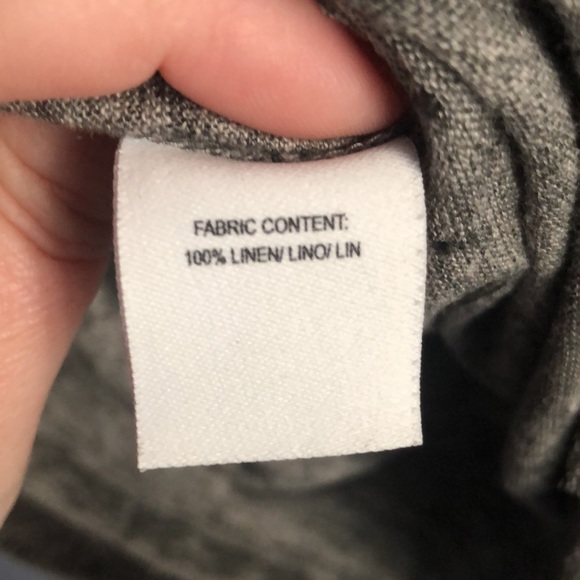 FABRIC CONTENT:
100% LINEN/ LINO/ LIN